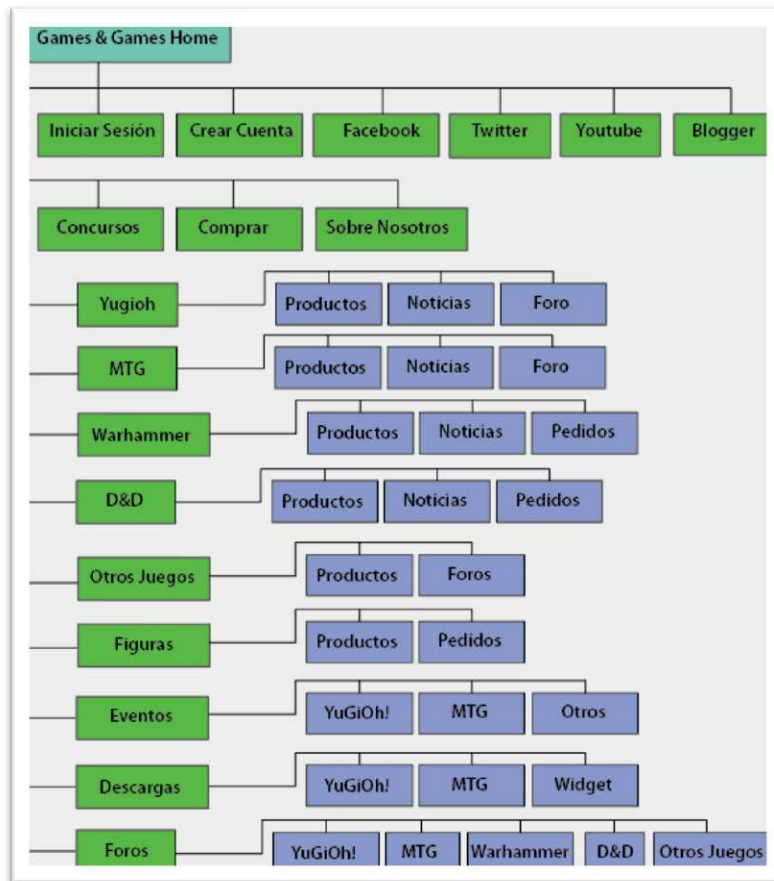 Games & Games Home
Iniciar Sesión Crear Cuenta Facebook Twitter Youtube Blogger
Concursos Comprar Sobre Nosotros
Yugioh Productos Noticias Foro
MTG Productos Noticias Foro
Warhammer Productos Noticias Pedidos
D&D Productos Noticias Pedidos
Otros Juegos Productos Foros
Figuras Productos Pedidos
Eventos YuGiOh! MTG Otros
Descargas YuGiOh! MTG Widget
Foros YuGiOh! MTG Warhammer D&D Otros Juegos